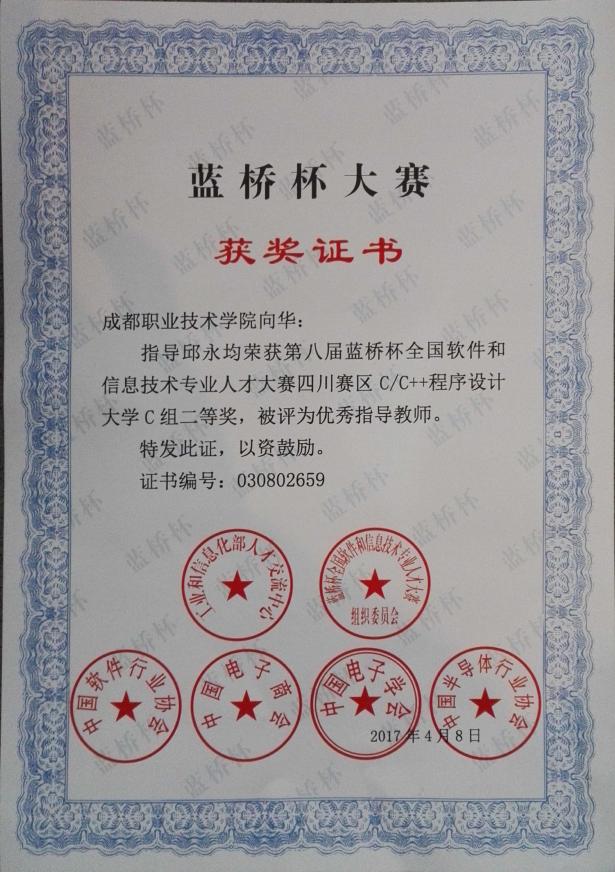 蓝桥杯大赛
获奖证书
成都职业技术学院向华：
指导邱永均荣获第八届蓝桥杯全国软件和
信息技术专业人才大赛四川赛区 C/C++程序设计
大学 C 组二等奖，被评为优秀指导教师。
特发此证，以资鼓励。
证书编号：030802659
工业和信息化部人才交流中心
蓝桥杯全国软件和信息技术专业人才大赛
组织委员会
中国软件行业协会
中国电子商会
中国电子学会
中国半导体行业协会
2017 年 4 月 8 日